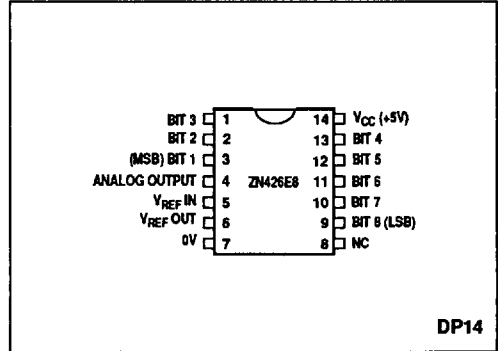 BIT 3 1 14 VCC (+5V)
BIT 2 2 13 BIT 4
(MSB) BIT 1 3 12 BIT 5
ANALOG OUTPUT 4 ZN426E8 11 BIT 6
VREF IN 5 10 BIT 7
VREF OUT 6 9 BIT 8 (LSB)
0V 7 8 NC
DP14